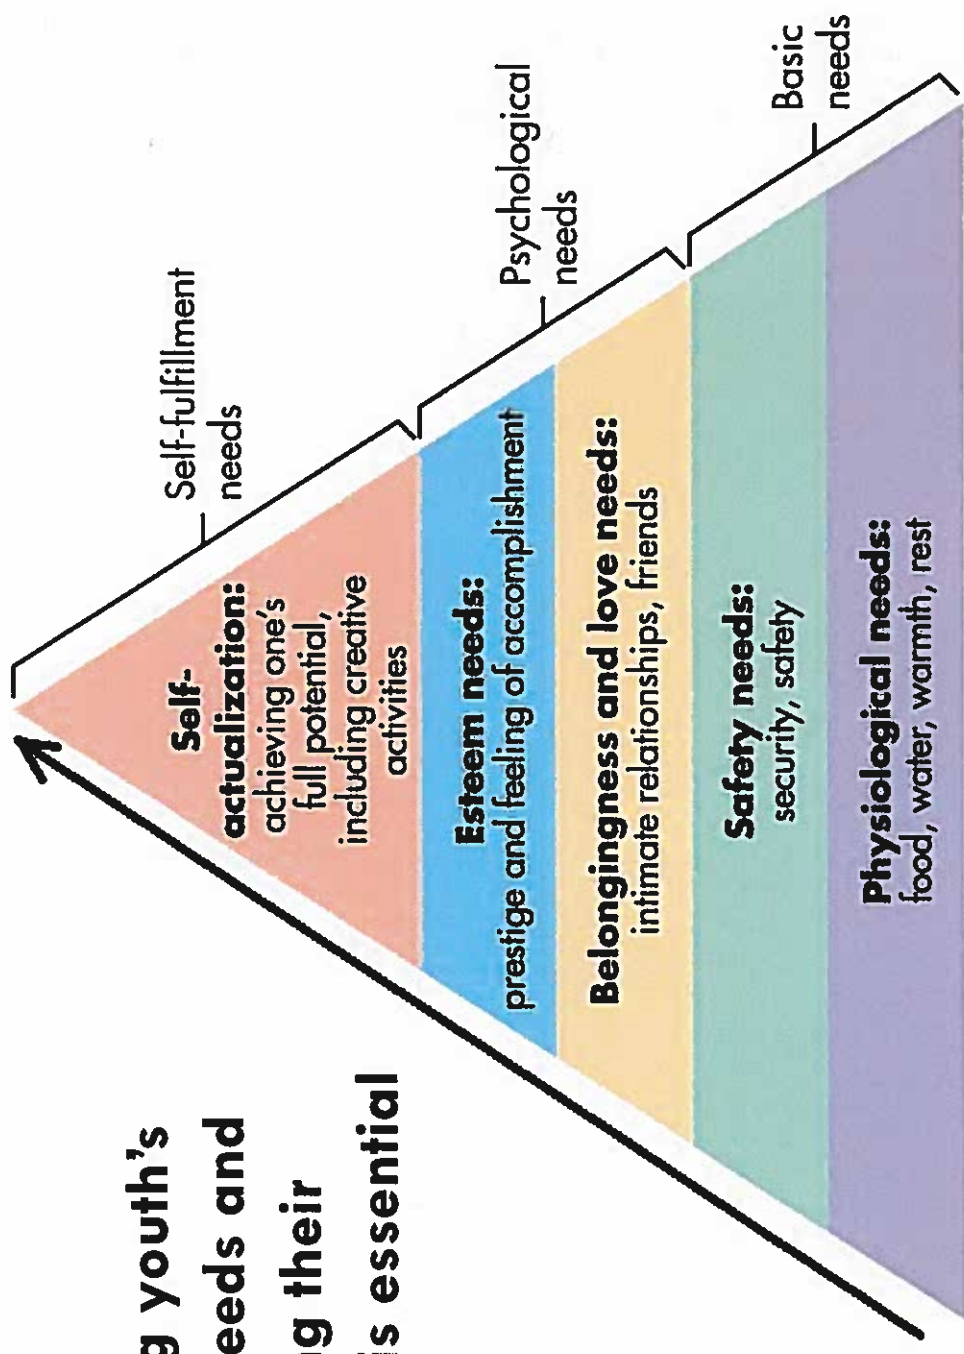 g youth's
eeds and
g their
s essential
Self-fulfillment
needs
Self-
actualization:
achieving one's
full potential,
including creative
activities
Psychological
needs
Esteem needs:
prestige and feeling of accomplishment
Belongingness and love needs:
intimate relationships, friends
Basic
needs
Safety needs:
security, safety
Physiological needs:
food, water, warmth, rest